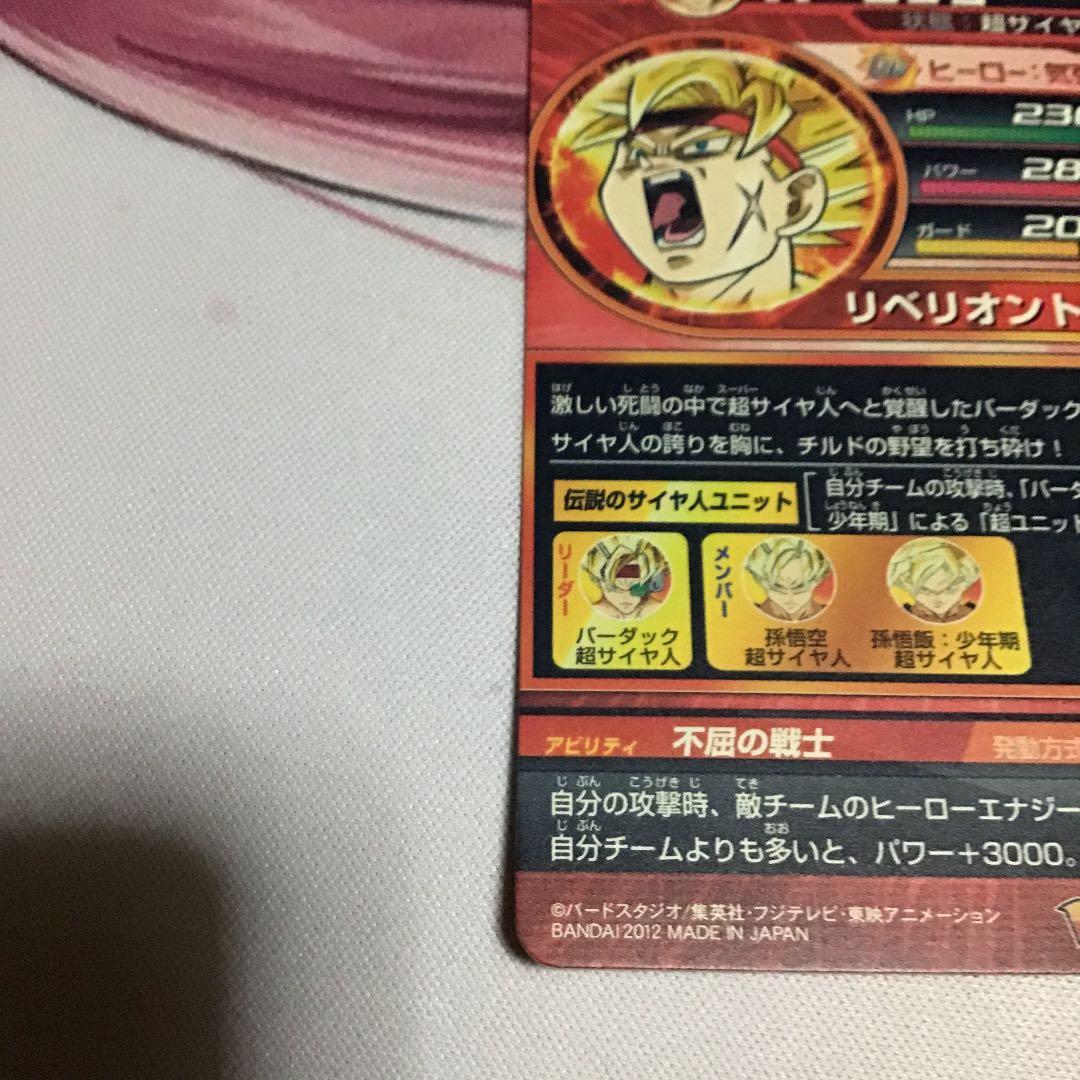 状態：超サイヤ
ヒーロー：気
HP 23
パワー 28
ガード 20
リベリオント
激しい死闘の中で超サイヤ人へと覚醒したバーダック
サイヤ人の誇りを胸に、チルドの野望を打ち砕け！
伝説のサイヤ人ユニット
自分チームの攻撃時、「バーダ
少年期」による「超ユニット
リーダー
バーダック
超サイヤ人
メンバー
孫悟空
超サイヤ人
孫悟飯：少年期
超サイヤ人
アビリティ 不屈の戦士 発動方式
自分の攻撃時、敵チームのヒーローエナジー
自分チームよりも多いと、パワー+3000。
©バードスタジオ/集英社・フジテレビ・東映アニメーション
BANDAI 2012 MADE IN JAPAN